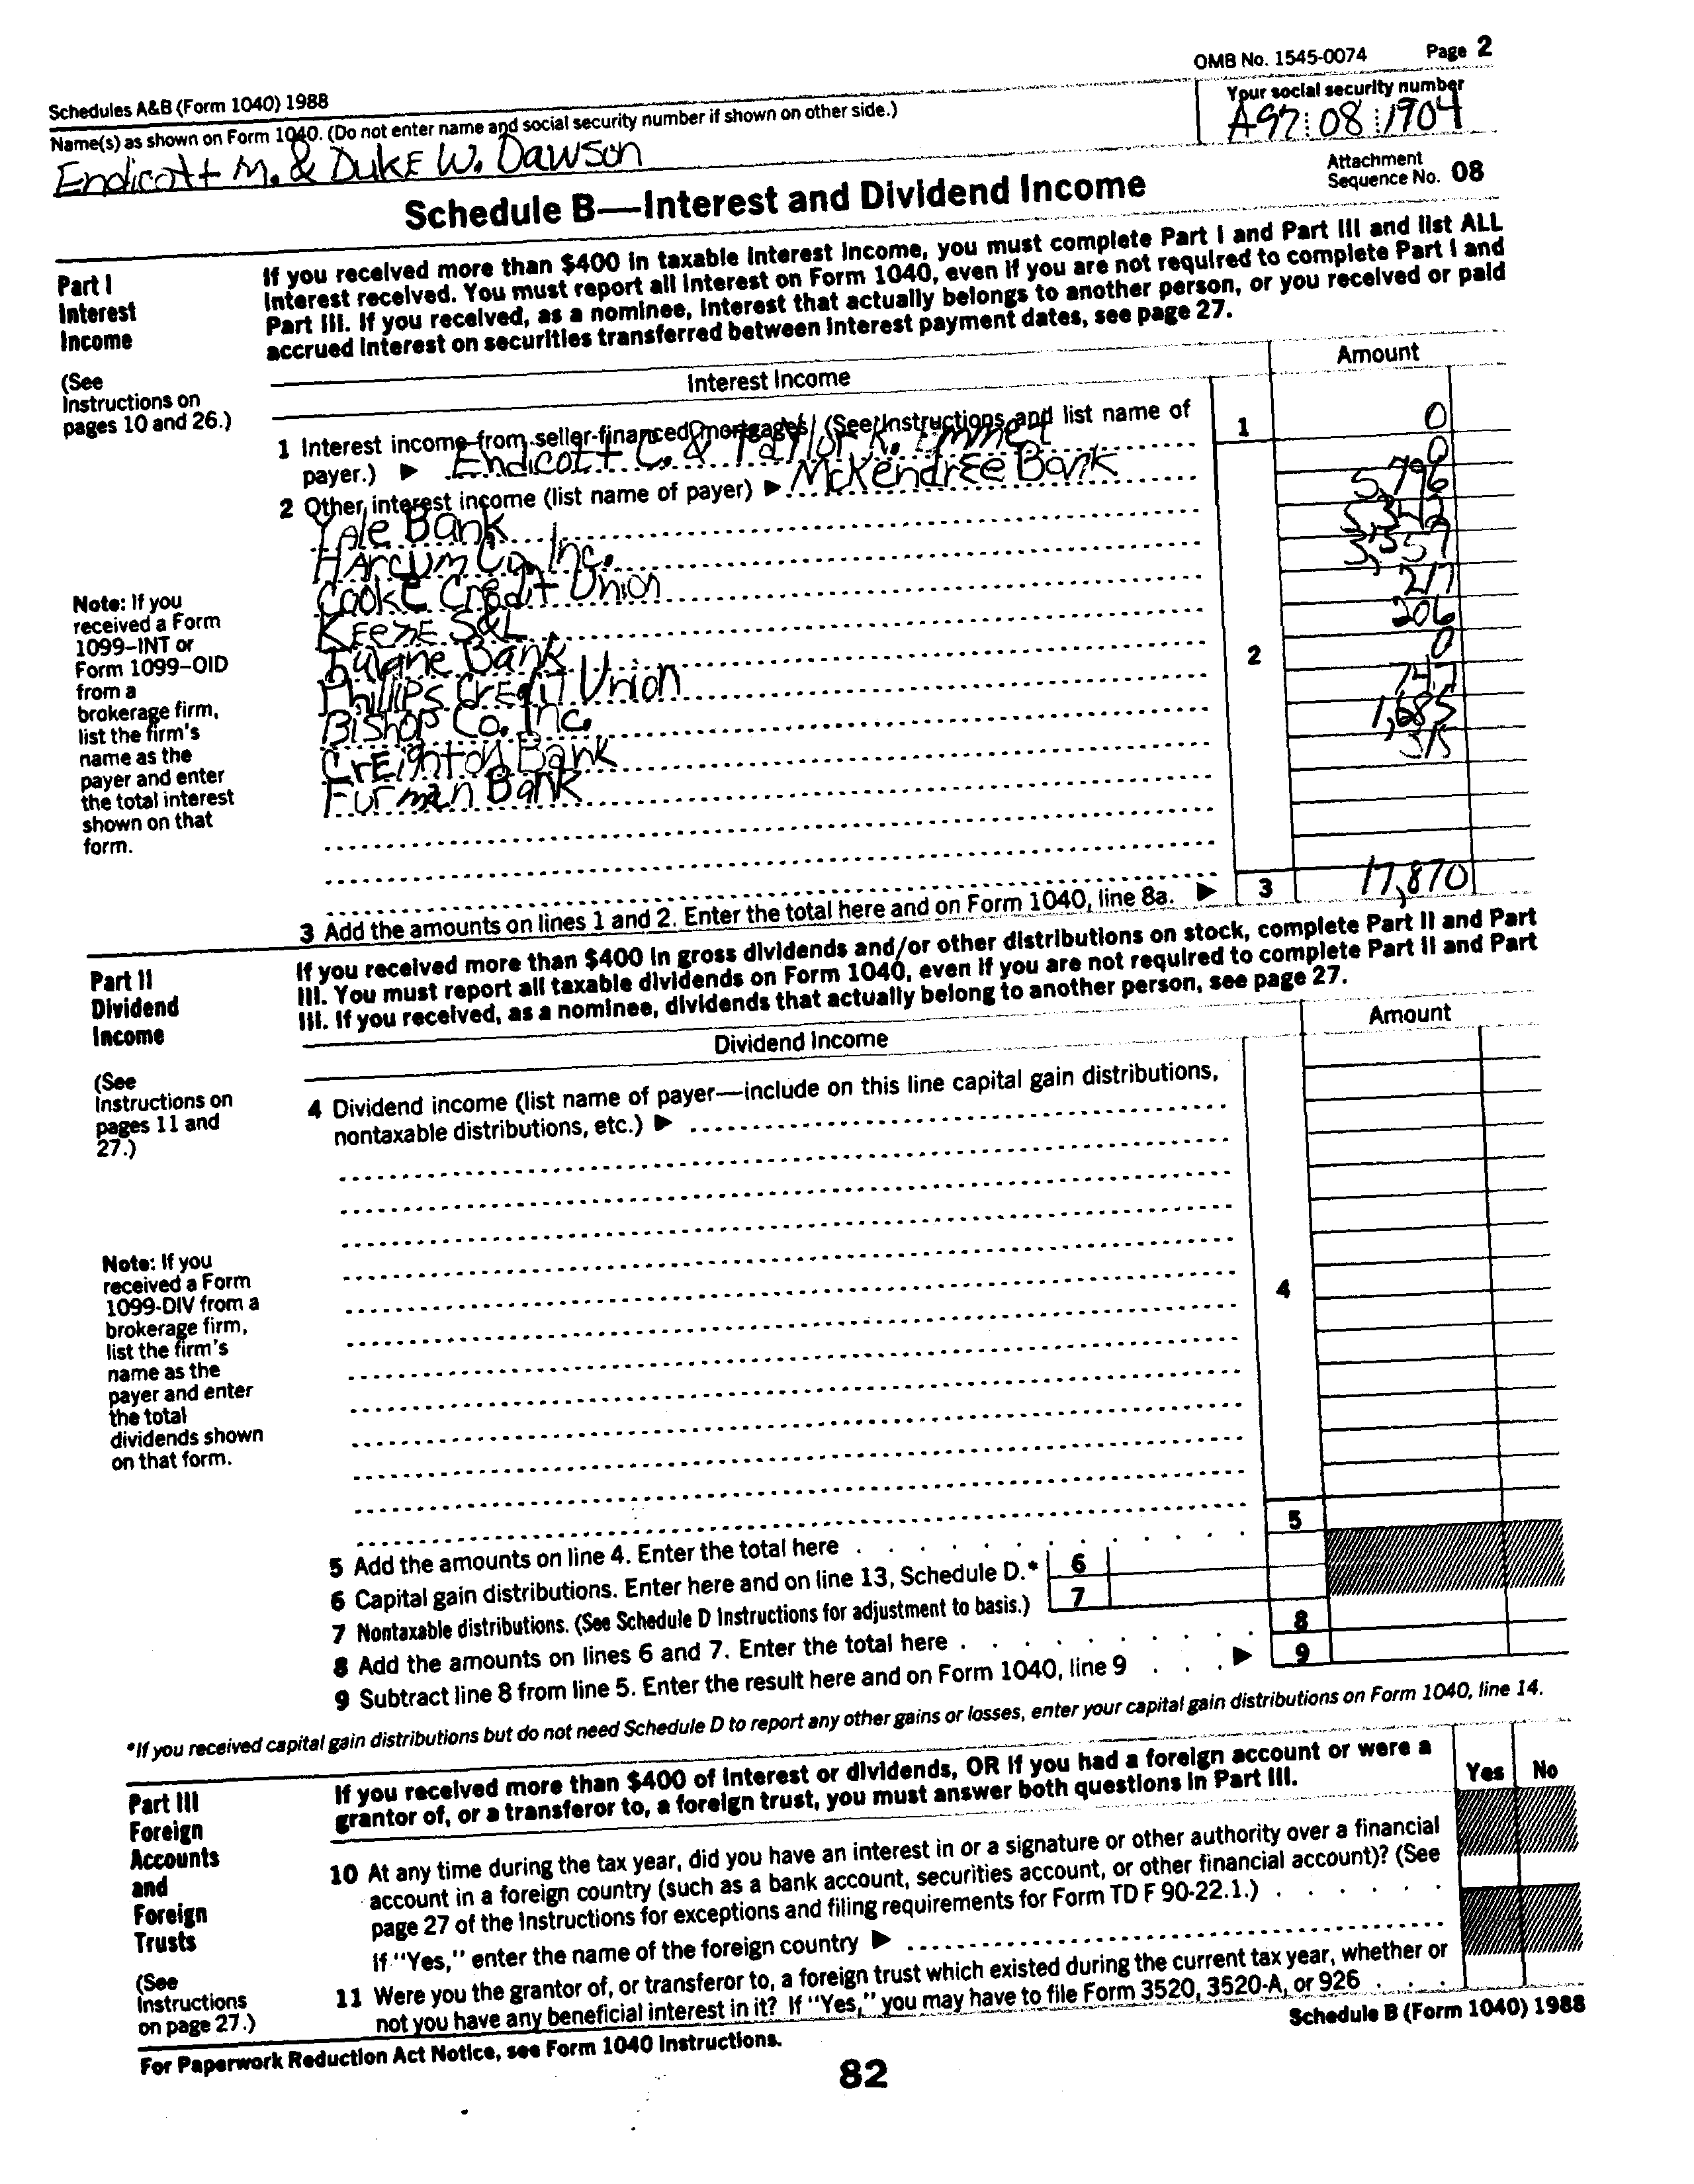 OMB No. 1545-0074 Page 2
Schedules A&B (Form 1040) 1988
Name(s) as shown on Form 1040. (Do not enter name and social security number if shown on other side.)
Your social security number
Endicott M. & Duke W. Dawson
A97 08 1904
Schedule B—Interest and Dividend Income
Attachment
Sequence No. 08
Part I
Interest
Income
(See
Instructions on
pages 10 and 26.)
If you received more than $400 in taxable interest income, you must complete Part I and Part III and list ALL
interest received. You must report all interest on Form 1040, even if you are not required to complete Part I and
Part III. If you received, as a nominee, interest that actually belongs to another person, or you received or paid
accrued interest on securities transferred between interest payment dates, see page 27.
Interest Income
Amount
1 Interest income from seller-financed mortgages. (See Instructions and list name of
payer.) ▶ Endicott C. & Taylor R. Emmet
1 0
2 Other interest income (list name of payer) ▶ McKendree Bank
0
Yale Bank 5,796
Harcum Co. Inc. 5,342
Cooke Credit Union 3,559
Keene S&L 217
Tulane Bank 206
Phillips Credit Union 0
Bishop Co. Inc. 747
Creighton Bank 1,685
Furman Bank
2
Note: If you
received a Form
1099–INT or
Form 1099–OID
from a
brokerage firm,
list the firm's
name as the
payer and enter
the total interest
shown on that
form.
3 Add the amounts on lines 1 and 2. Enter the total here and on Form 1040, line 8a. ▶ 3 17,870
Part II
Dividend
Income
(See
Instructions on
pages 11 and
27.)
If you received more than $400 in gross dividends and/or other distributions on stock, complete Part II and Part
III. You must report all taxable dividends on Form 1040, even if you are not required to complete Part II and Part
III. If you received, as a nominee, dividends that actually belong to another person, see page 27.
Dividend Income
Amount
4 Dividend income (list name of payer—include on this line capital gain distributions,
nontaxable distributions, etc.) ▶
4
Note: If you
received a Form
1099-DIV from a
brokerage firm,
list the firm's
name as the
payer and enter
the total
dividends shown
on that form.
5 Add the amounts on line 4. Enter the total here 5
6 Capital gain distributions. Enter here and on line 13, Schedule D.* 6
7 Nontaxable distributions. (See Schedule D Instructions for adjustment to basis.) 7
8 Add the amounts on lines 6 and 7. Enter the total here 8
9 Subtract line 8 from line 5. Enter the result here and on Form 1040, line 9 ▶ 9
*If you received capital gain distributions but do not need Schedule D to report any other gains or losses, enter your capital gain distributions on Form 1040, line 14.
Part III
Foreign
Accounts
and
Foreign
Trusts
(See
Instructions
on page 27.)
If you received more than $400 of interest or dividends, OR if you had a foreign account or were a
grantor of, or a transferor to, a foreign trust, you must answer both questions in Part III.
Yes No
10 At any time during the tax year, did you have an interest in or a signature or other authority over a financial
account in a foreign country (such as a bank account, securities account, or other financial account)? (See
page 27 of the Instructions for exceptions and filing requirements for Form TD F 90-22.1.)
If "Yes," enter the name of the foreign country ▶
11 Were you the grantor of, or transferor to, a foreign trust which existed during the current tax year, whether or
not you have any beneficial interest in it? If "Yes," you may have to file Form 3520, 3520-A, or 926
For Paperwork Reduction Act Notice, see Form 1040 Instructions.
Schedule B (Form 1040) 1988
82